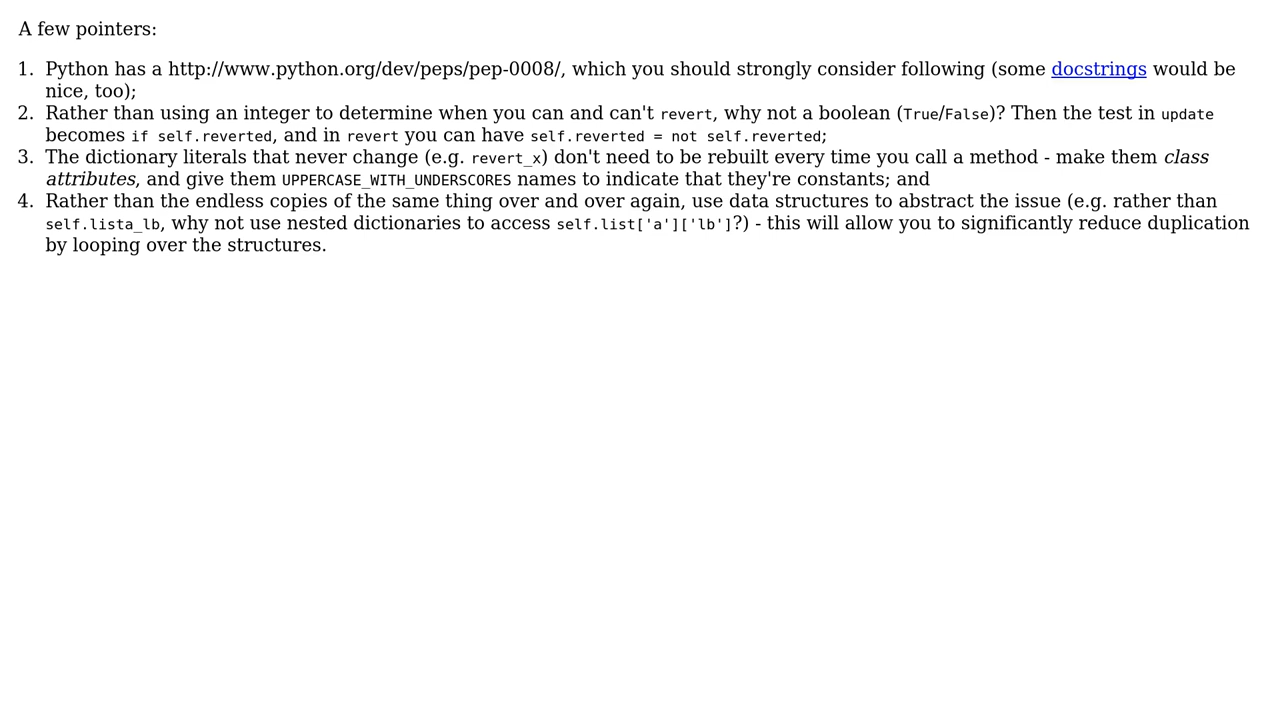 A few pointers:
1. Python has a http://www.python.org/dev/peps/pep-0008/, which you should strongly consider following (some docstrings would be
nice, too);
2. Rather than using an integer to determine when you can and can't revert, why not a boolean (True/False)? Then the test in update
becomes if self.reverted, and in revert you can have self.reverted = not self.reverted;
3. The dictionary literals that never change (e.g. revert_x) don't need to be rebuilt every time you call a method - make them class
attributes, and give them UPPERCASE_WITH_UNDERSCORES names to indicate that they're constants; and
4. Rather than the endless copies of the same thing over and over again, use data structures to abstract the issue (e.g. rather than
self.lista_lb, why not use nested dictionaries to access self.list['a']['lb']?) - this will allow you to significantly reduce duplication
by looping over the structures.